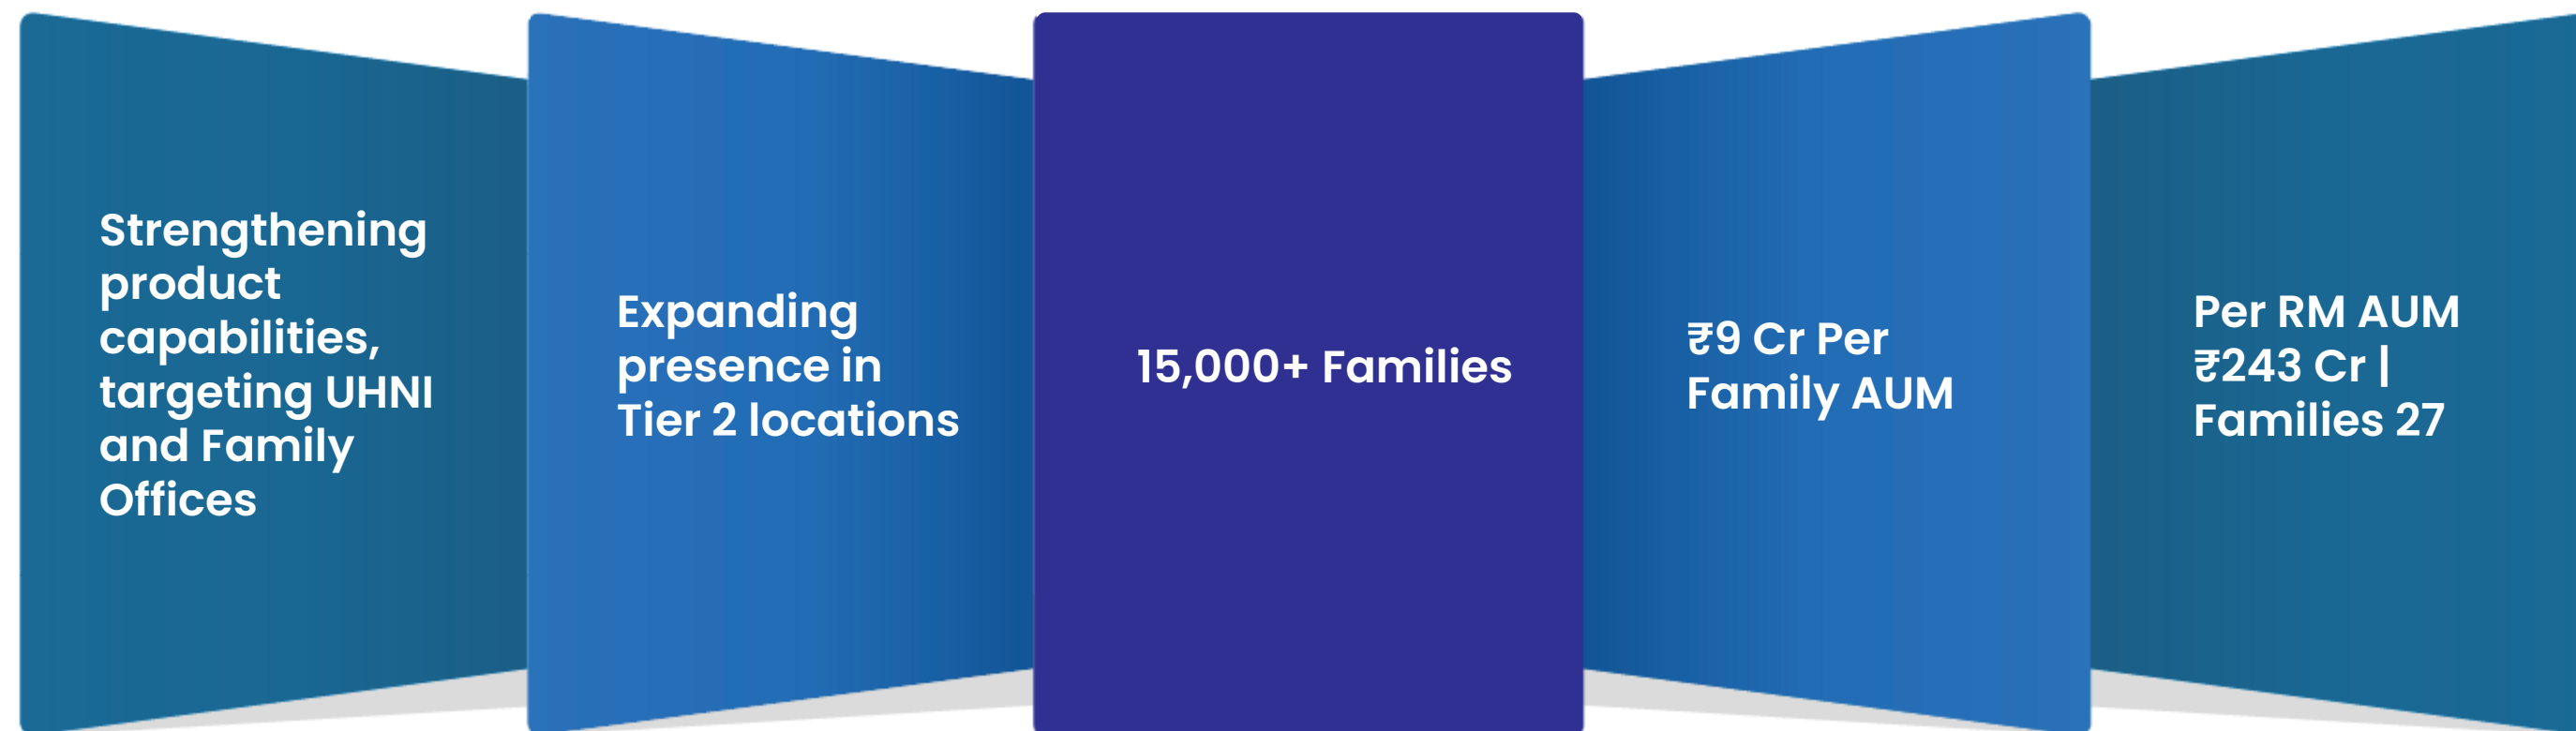 Strengthening
product
capabilities,
targeting UHNI
and Family
Offices
Expanding
presence in
Tier 2 locations
15,000+ Families
₹9 Cr Per
Family AUM
Per RM AUM
₹243 Cr |
Families 27